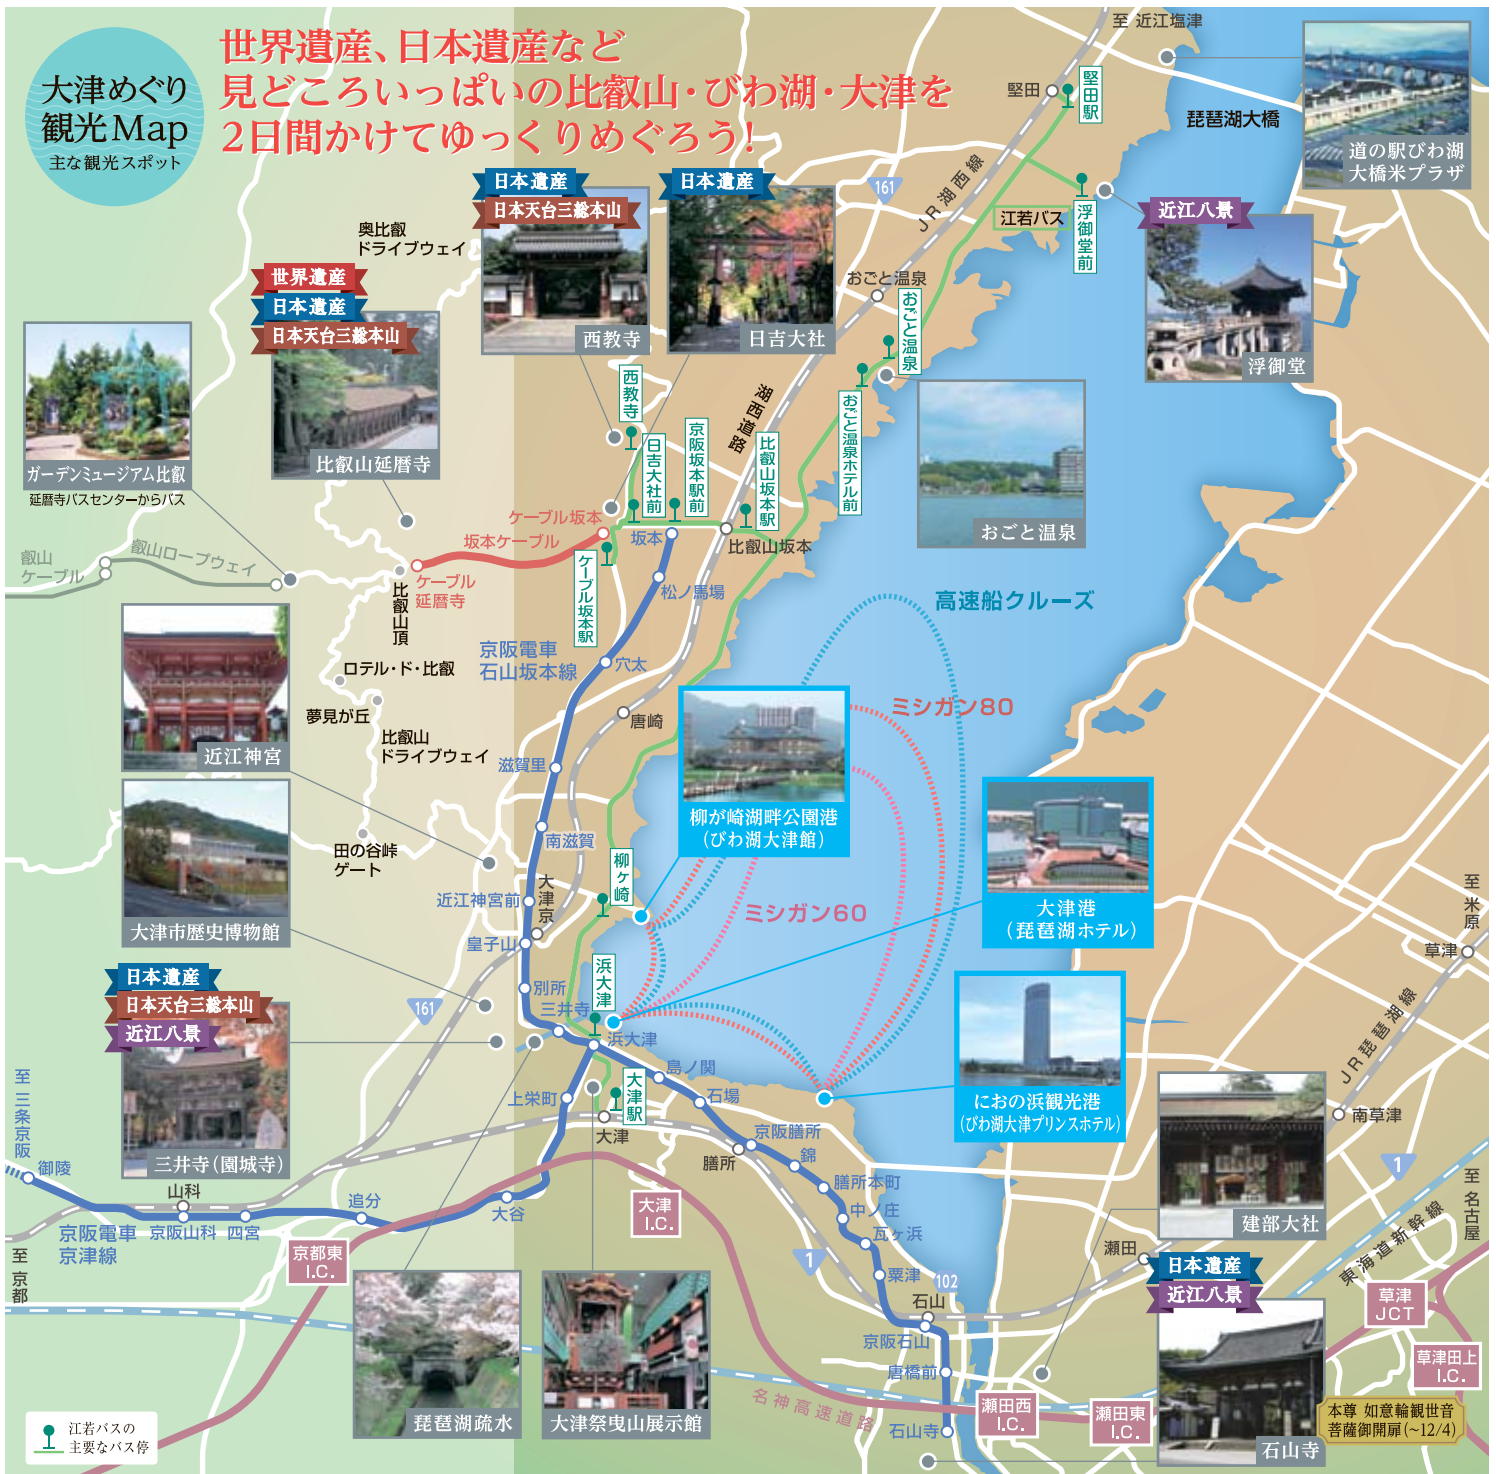 大津めぐり
観光Map
主な観光スポット
世界遺産、日本遺産など
見どころいっぱいの比叡山・びわ湖・大津を
2日間かけてゆっくりめぐろう!
至 近江塩津
堅田
堅田駅
琵琶湖大橋
道の駅びわ湖
大橋米プラザ
JR湖西線
161
江若バス
浮御堂前
近江八景
浮御堂
日本遺産
日本天台三総本山
西教寺
日本遺産
日吉大社
奥比叡
ドライブウェイ
世界遺産
日本遺産
日本天台三総本山
比叡山延暦寺
ガーデンミュージアム比叡
延暦寺バスセンターからバス
おごと温泉
おごと温泉
おごと温泉ホテル前
おごと温泉
湖西道路
西教寺
日吉大社前
京阪坂本駅前
比叡山坂本駅
ケーブル坂本
坂本ケーブル
坂本
比叡山坂本
ケーブル坂本駅
叡山
ケーブル
叡山ロープウェイ
ケーブル
延暦寺
比叡山頂
松ノ馬場
高速船クルーズ
京阪電車
石山坂本線
穴太
ロテル・ド・比叡
夢見が丘
比叡山
ドライブウェイ
近江神宮
唐崎
滋賀里
ミシガン80
柳が崎湖畔公園港
(びわ湖大津館)
南滋賀
田の谷峠
ゲート
柳ヶ崎
大津京
近江神宮前
皇子山
ミシガン60
大津港
(琵琶湖ホテル)
大津市歴史博物館
至 米原
草津
別所
浜大津
三井寺
浜大津
161
日本遺産
日本天台三総本山
近江八景
三井寺(園城寺)
におの浜観光港
(びわ湖大津プリンスホテル)
JR琵琶湖線
島ノ関
石場
上栄町
大津駅
大津
南草津
至 三条京阪
御陵
山科
京阪電車
京津線
京阪山科
四宮
追分
大谷
京阪膳所
膳所
錦
膳所本町
中ノ庄
瓦ヶ浜
粟津
大津
I.C.
京都東
I.C.
至 京都
1
102
石山
京阪石山
唐橋前
石山寺
瀬田
建部大社
1
至 名古屋
東海道新幹線
日本遺産
近江八景
石山寺
草津
JCT
草津田上
I.C.
本尊 如意輪観世音
菩薩御開扉(~12/4)
瀬田西
I.C.
瀬田東
I.C.
名神高速道路
琵琶湖疏水
大津祭曳山展示館
江若バスの
主要なバス停